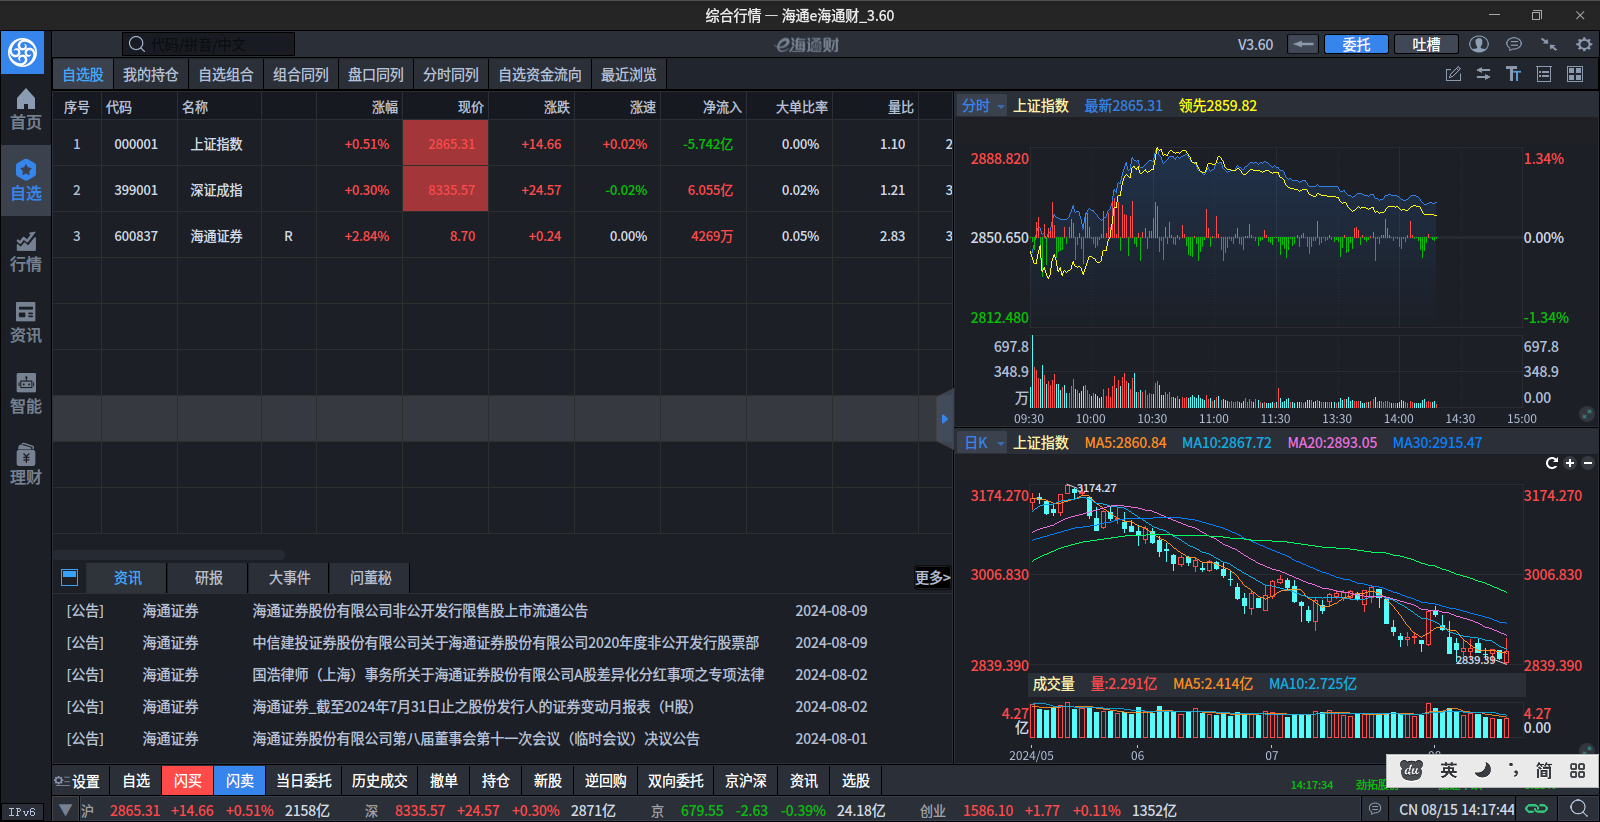 综合行情 — 海通e海通财_3.60
代码/拼音/中文
e海通财
V3.60 委托 吐槽
自选股 我的持仓 自选组合 组合同列 盘口同列 分时同列 自选资金流向 最近浏览
首页
自选
行情
资讯
智能
理财
序号 代码 名称 涨幅 现价 涨跌 涨速 净流入 大单比率 量比
1 000001 上证指数 +0.51% 2865.31 +14.66 +0.02% -5.742亿 0.00% 1.10 2
2 399001 深证成指 +0.30% 8335.57 +24.57 -0.02% 6.055亿 0.02% 1.21 3
3 600837 海通证券 R +2.84% 8.70 +0.24 0.00% 4269万 0.05% 2.83 3
分时 上证指数 最新2865.31 领先2859.82
2888.820 1.34%
2850.650 0.00%
2812.480 -1.34%
697.8 697.8
348.9 348.9
万 0.00
09:30 10:00 10:30 11:00 11:30 13:30 14:00 14:30 15:00
日K 上证指数 MA5:2860.84 MA10:2867.72 MA20:2893.05 MA30:2915.47
3174.27
3174.270 3174.270
3006.830 3006.830
2839.39
2839.390 2839.390
成交量 量:2.291亿 MA5:2.414亿 MA10:2.725亿
4.27 4.27
亿 0.00
2024/05 06 07
资讯 研报 大事件 问董秘 更多>
[公告] 海通证券 海通证券股份有限公司非公开发行限售股上市流通公告 2024-08-09
[公告] 海通证券 中信建投证券股份有限公司关于海通证券股份有限公司2020年度非公开发行股票部 2024-08-09
[公告] 海通证券 国浩律师（上海）事务所关于海通证券股份有限公司A股差异化分红事项之专项法律 2024-08-02
[公告] 海通证券 海通证券_截至2024年7月31日止之股份发行人的证券变动月报表（H股） 2024-08-02
[公告] 海通证券 海通证券股份有限公司第八届董事会第十一次会议（临时会议）决议公告 2024-08-01
设置 自选 闪买 闪卖 当日委托 历史成交 撤单 持仓 新股 逆回购 双向委托 京沪深 资讯 选股
14:17:34 劲拓股
du 英 简
IPv6 沪 2865.31 +14.66 +0.51% 2158亿 深 8335.57 +24.57 +0.30% 2871亿 京 679.55 -2.63 -0.39% 24.18亿 创业 1586.10 +1.77 +0.11% 1352亿 CN 08/15 14:17:44